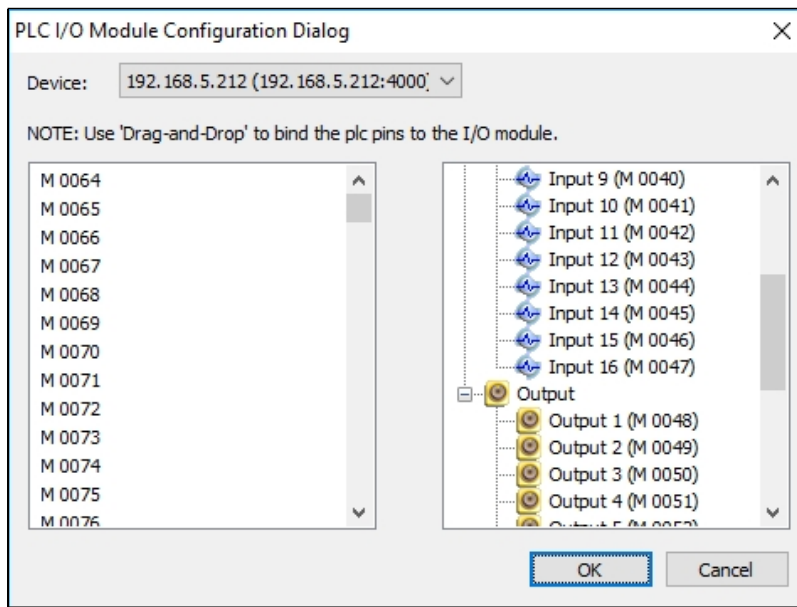 PLC I/O Module Configuration Dialog
Device: 192.168.5.212 (192.168.5.212:4000)
NOTE: Use 'Drag-and-Drop' to bind the plc pins to the I/O module.
M 0064
M 0065
M 0066
M 0067
M 0068
M 0069
M 0070
M 0071
M 0072
M 0073
M 0074
M 0075
M 0076
Input 9 (M 0040)
Input 10 (M 0041)
Input 11 (M 0042)
Input 12 (M 0043)
Input 13 (M 0044)
Input 14 (M 0045)
Input 15 (M 0046)
Input 16 (M 0047)
Output
Output 1 (M 0048)
Output 2 (M 0049)
Output 3 (M 0050)
Output 4 (M 0051)
Output 5 (M 0052)
OK
Cancel